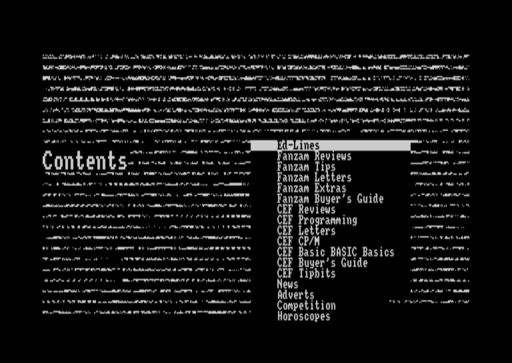 Contents
Ed-Lines
Fanzam Reviews
Fanzam Tips
Fanzam Letters
Fanzam Extras
Fanzam Buyer's Guide
CEF Reviews
CEF Programming
CEF Letters
CEF CP/M
CEF Basic BASIC Basics
CEF Buyer's Guide
CEF Tipbits
News
Adverts
Competition
Horoscopes